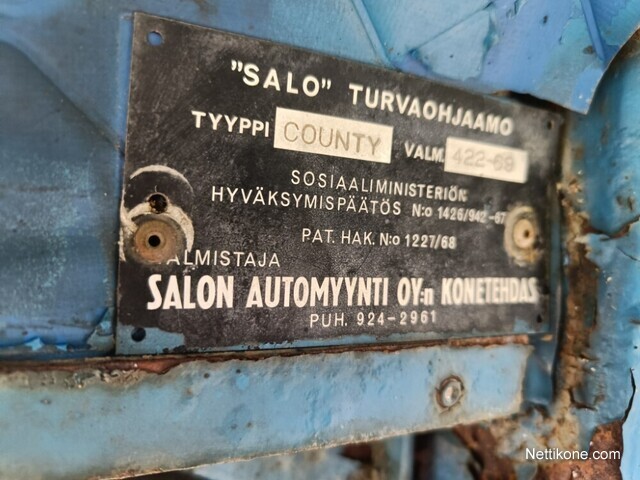 "SALO" TURVAOHJAAMO
TYYPPI COUNTY VALM. 422-69
SOSIAALIMINISTERIÖN
HYVÄKSYMISPÄÄTÖS N:o 1426/942-67
PAT. HAK. N:o 1227/68
VALMISTAJA
SALON AUTOMYYNTI OY:n KONETEHDAS
PUH. 924-2961
Nettikone.com